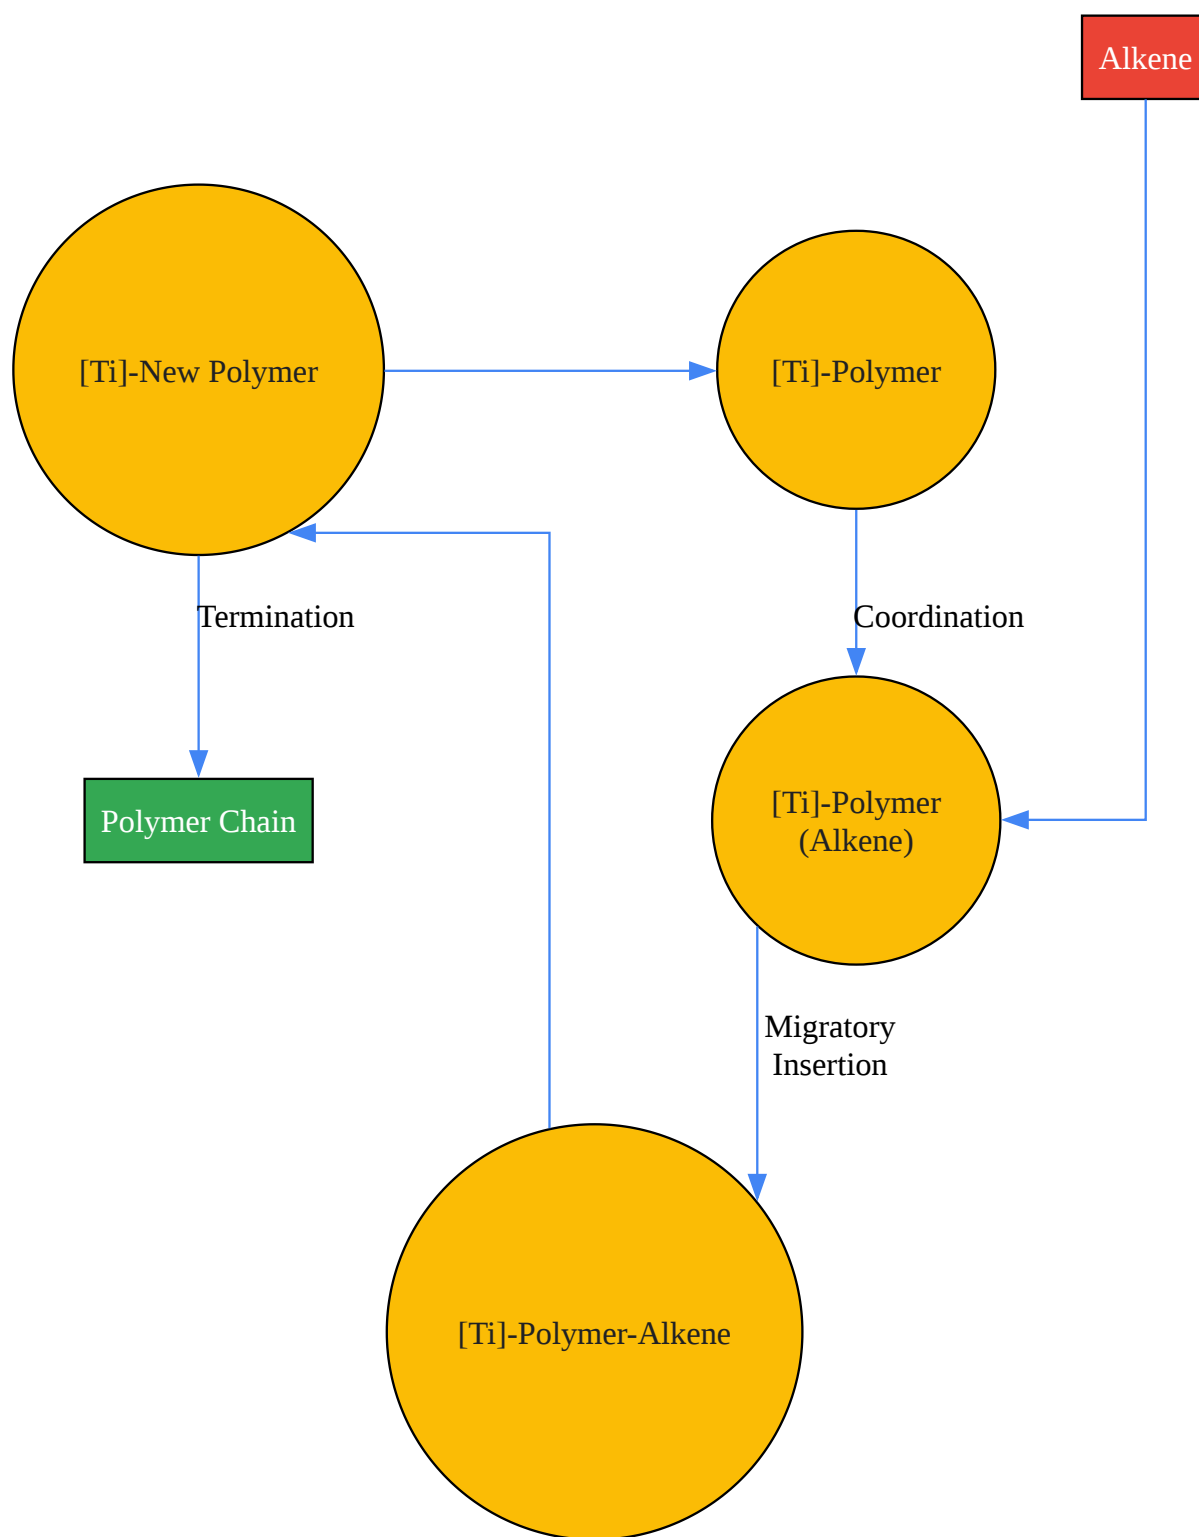 Alkene
[Ti]-New Polymer
[Ti]-Polymer
Termination
Coordination
Polymer Chain
[Ti]-Polymer
(Alkene)
Migratory
Insertion
[Ti]-Polymer-Alkene